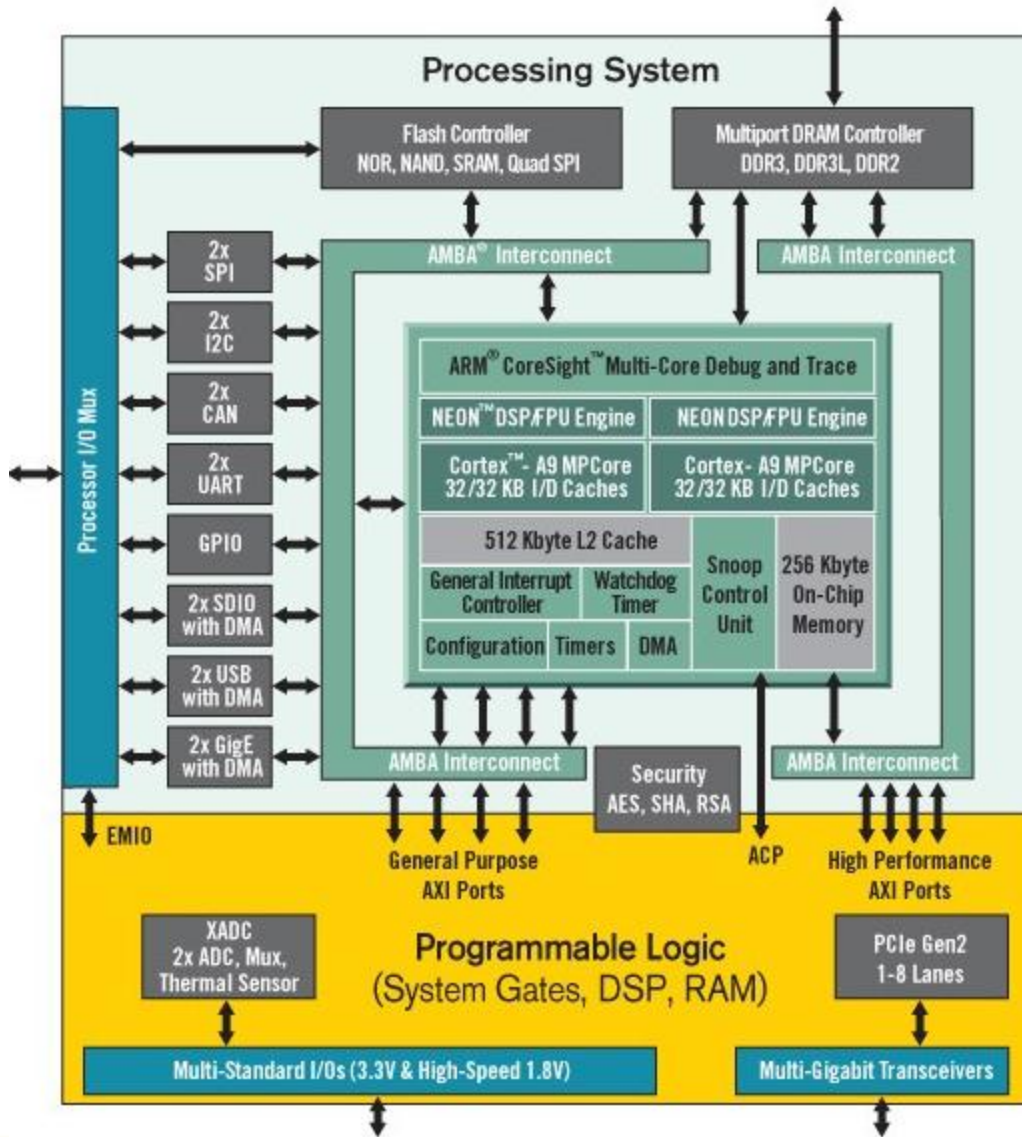 Processing System
Flash Controller
NOR, NAND, SRAM, Quad SPI
Multiport DRAM Controller
DDR3, DDR3L, DDR2
AMBA® Interconnect
AMBA Interconnect
Processor I/O Mux
2x
SPI
2x
I2C
2x
CAN
2x
UART
GPIO
2x SDIO
with DMA
2x USB
with DMA
2x GigE
with DMA
ARM® CoreSight™ Multi-Core Debug and Trace
NEON™ DSP/FPU Engine
NEON DSP/FPU Engine
Cortex™- A9 MPCore
32/32 KB I/D Caches
Cortex- A9 MPCore
32/32 KB I/D Caches
512 Kbyte L2 Cache
General Interrupt
Controller
Watchdog
Timer
Configuration
Timers
DMA
Snoop
Control
Unit
256 Kbyte
On-Chip
Memory
AMBA Interconnect
Security
AES, SHA, RSA
AMBA Interconnect
EMIO
General Purpose
AXI Ports
ACP
High Performance
AXI Ports
XADC
2x ADC, Mux,
Thermal Sensor
Programmable Logic
(System Gates, DSP, RAM)
PCIe Gen2
1-8 Lanes
Multi-Standard I/Os (3.3V & High-Speed 1.8V)
Multi-Gigabit Transceivers